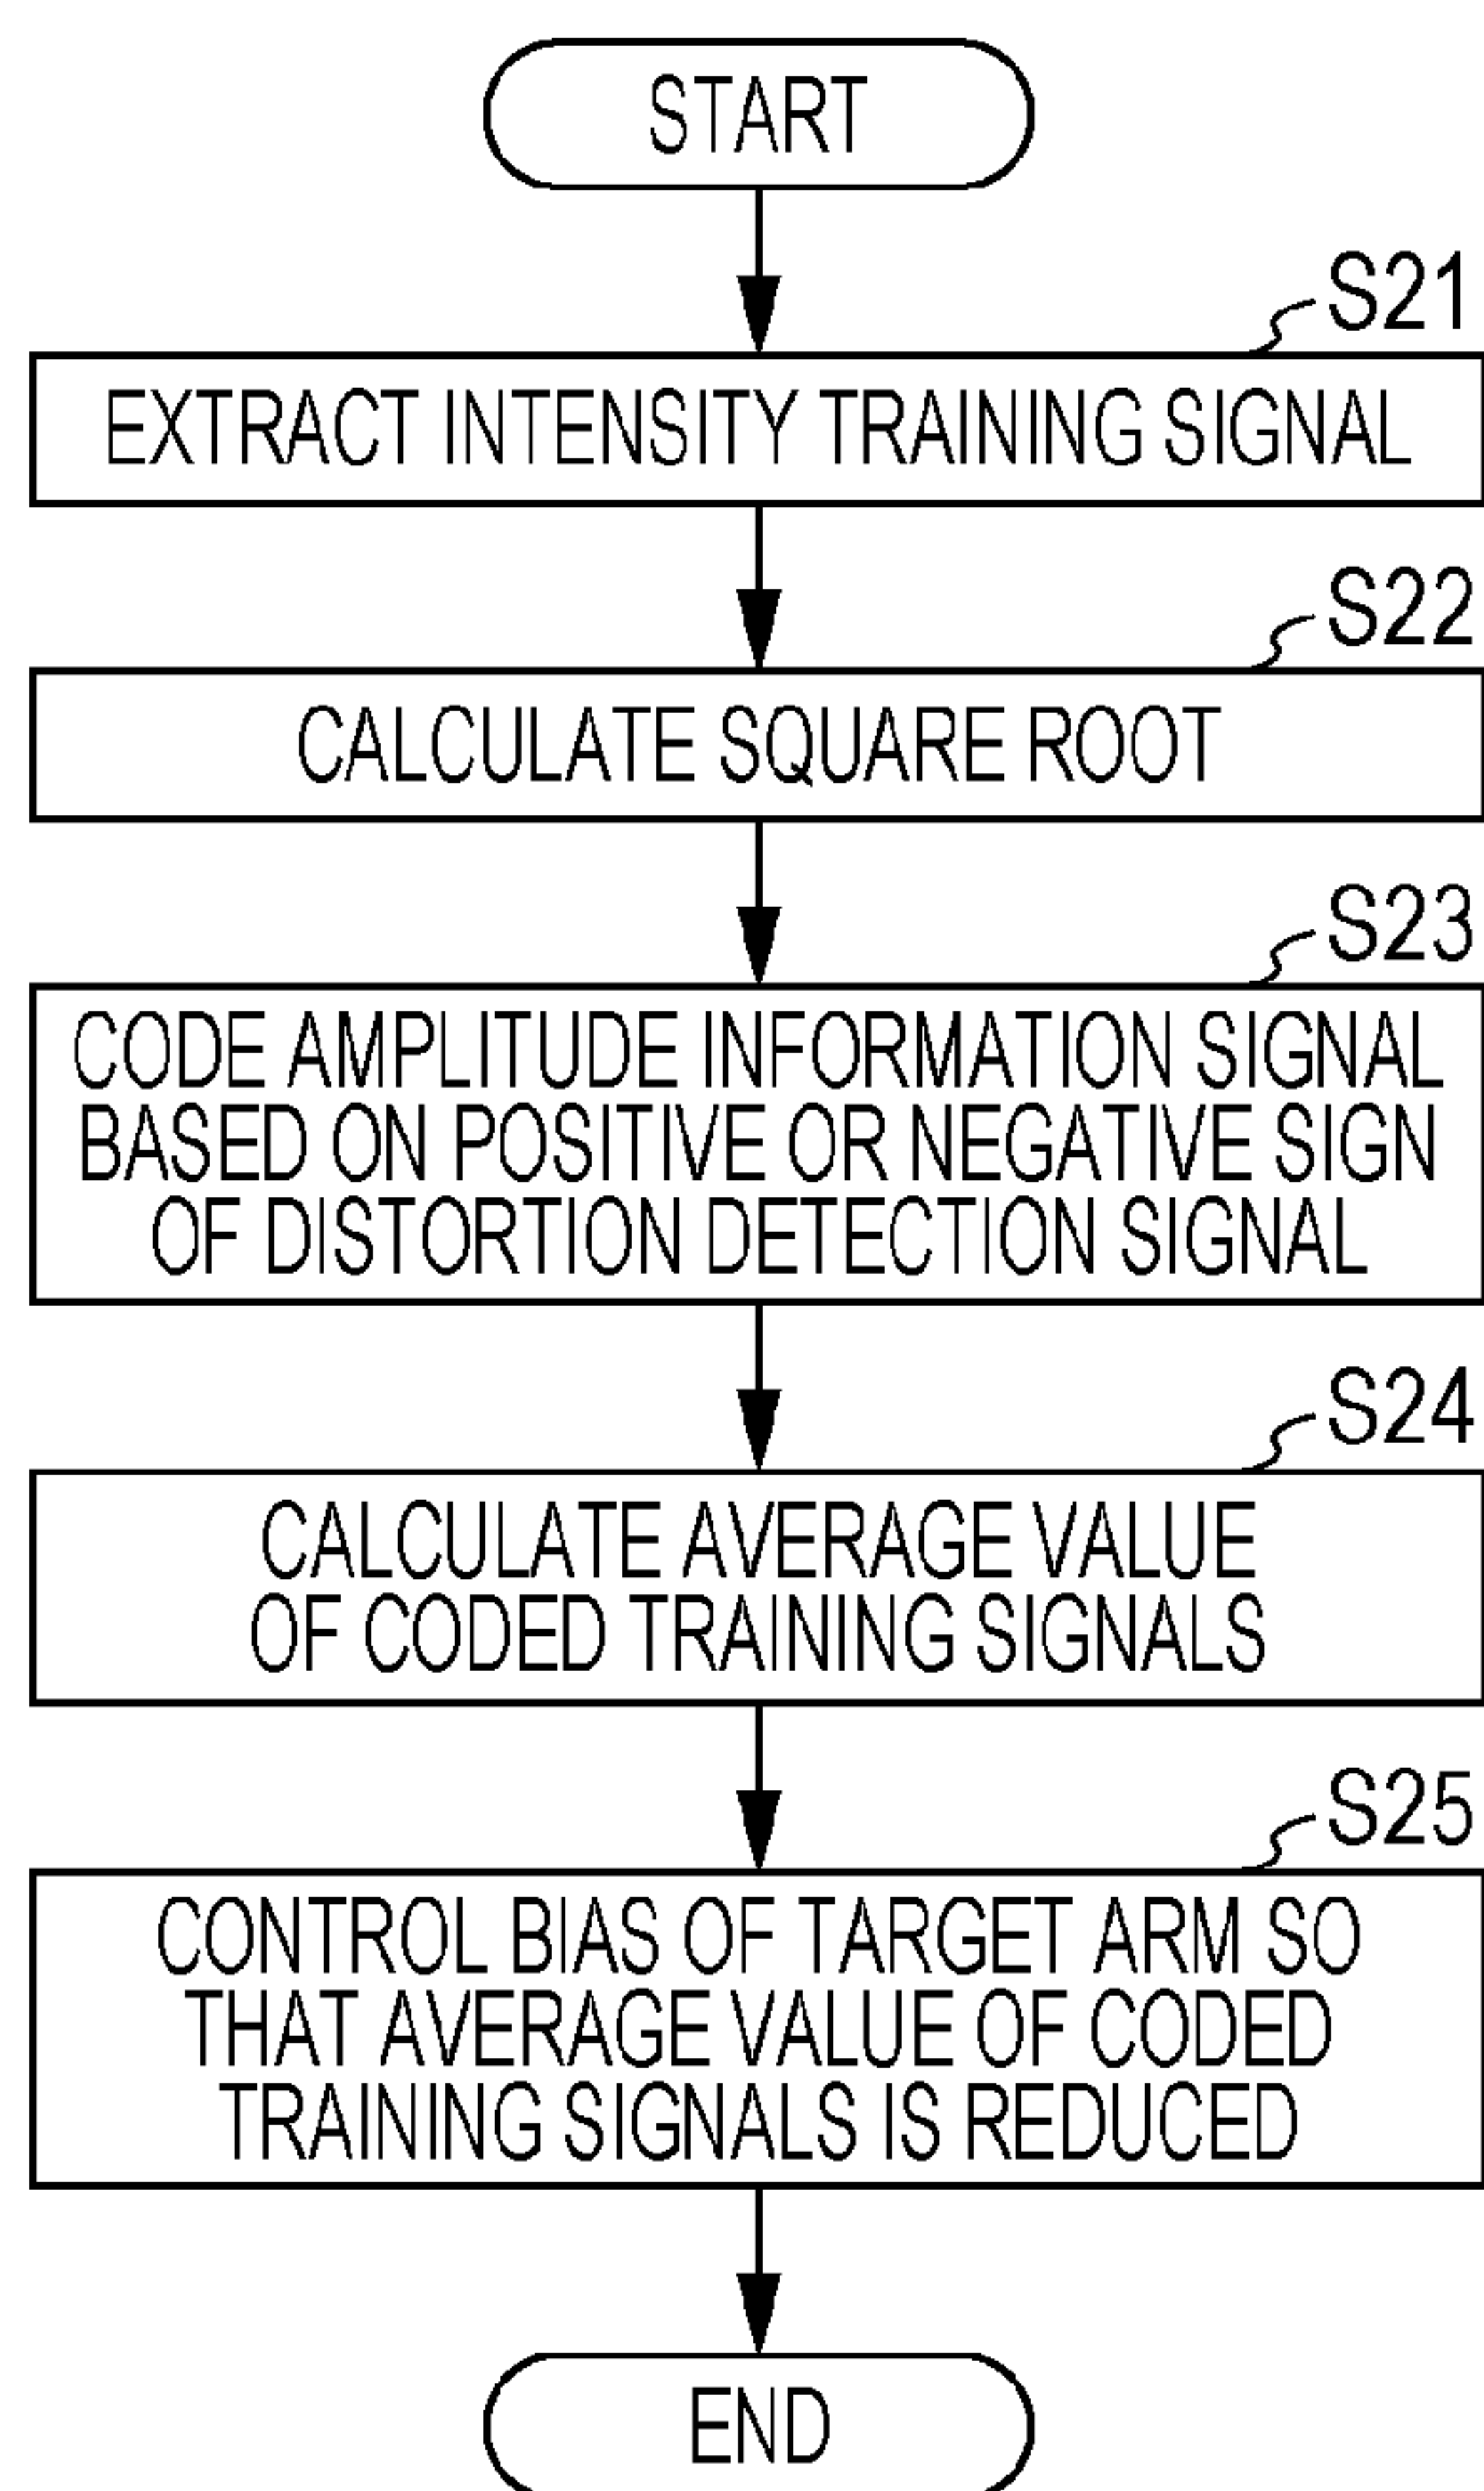 START
S21
EXTRACT INTENSITY TRAINING SIGNAL
S22
CALCULATE SQUARE ROOT
S23
CODE AMPLITUDE INFORMATION SIGNAL
BASED ON POSITIVE OR NEGATIVE SIGN
OF DISTORTION DETECTION SIGNAL
S24
CALCULATE AVERAGE VALUE
OF CODED TRAINING SIGNALS
S25
CONTROL BIAS OF TARGET ARM SO
THAT AVERAGE VALUE OF CODED
TRAINING SIGNALS IS REDUCED
END